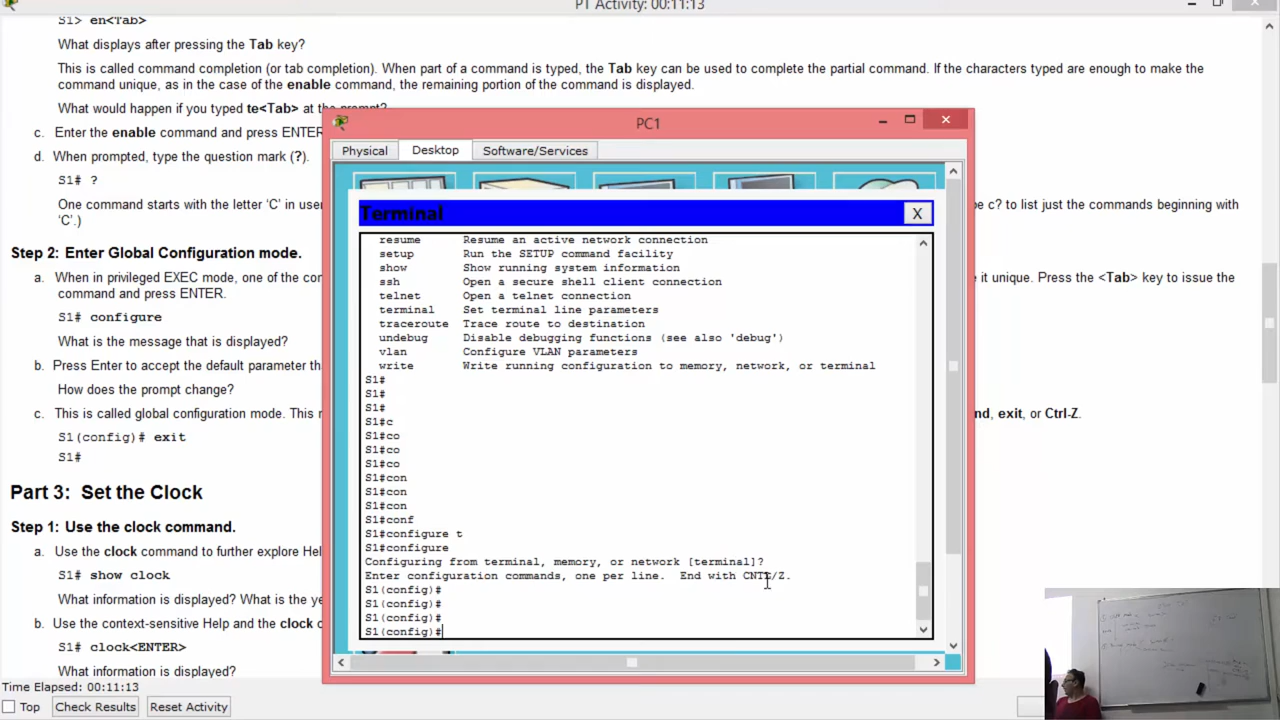 PT Activity: 00:11:13
S1> en<Tab>
What displays after pressing the Tab key?
This is called command completion (or tab completion). When part of a command is typed, the Tab key can be used to complete the partial command. If the characters typed are enough to make the
command unique, as in the case of the enable command, the remaining portion of the command is displayed.
What would happen if you typed te<Tab> at the prompt?
c. Enter the enable command and press ENTER
d. When prompted, type the question mark (?).
S1# ?
One command starts with the letter 'C' in user
be c? to list just the commands beginning with
'C'.)
Step 2: Enter Global Configuration mode.
a. When in privileged EXEC mode, one of the
it unique. Press the <Tab> key to issue the
command and press ENTER.
S1# configure
What is the message that is displayed?
b. Press Enter to accept the default parameter
How does the prompt change?
c. This is called global configuration mode. This
exit, or Ctrl-Z.
S1(config)# exit
S1#
Part 3: Set the Clock
Step 1: Use the clock command.
a. Use the clock command to further explore
S1# show clock
What information is displayed? What is the
b. Use the context-sensitive Help and the clock
S1# clock<ENTER>
What information is displayed?
Time Elapsed: 00:11:13
Top
Check Results
Reset Activity
PC1
Physical
Desktop
Software/Services
Terminal
X
resume Resume an active network connection
setup Run the SETUP command facility
show Show running system information
ssh Open a secure shell client connection
telnet Open a telnet connection
terminal Set terminal line parameters
traceroute Trace route to destination
undebug Disable debugging functions (see also 'debug')
vlan Configure VLAN parameters
write Write running configuration to memory, network, or terminal
S1#
S1#
S1#
S1#c
S1#co
S1#co
S1#co
S1#con
S1#con
S1#con
S1#conf
S1#configure t
S1#configure
Configuring from terminal, memory, or network [terminal]?
Enter configuration commands, one per line. End with CNTL/Z.
S1(config)#
S1(config)#
S1(config)#
S1(config)#